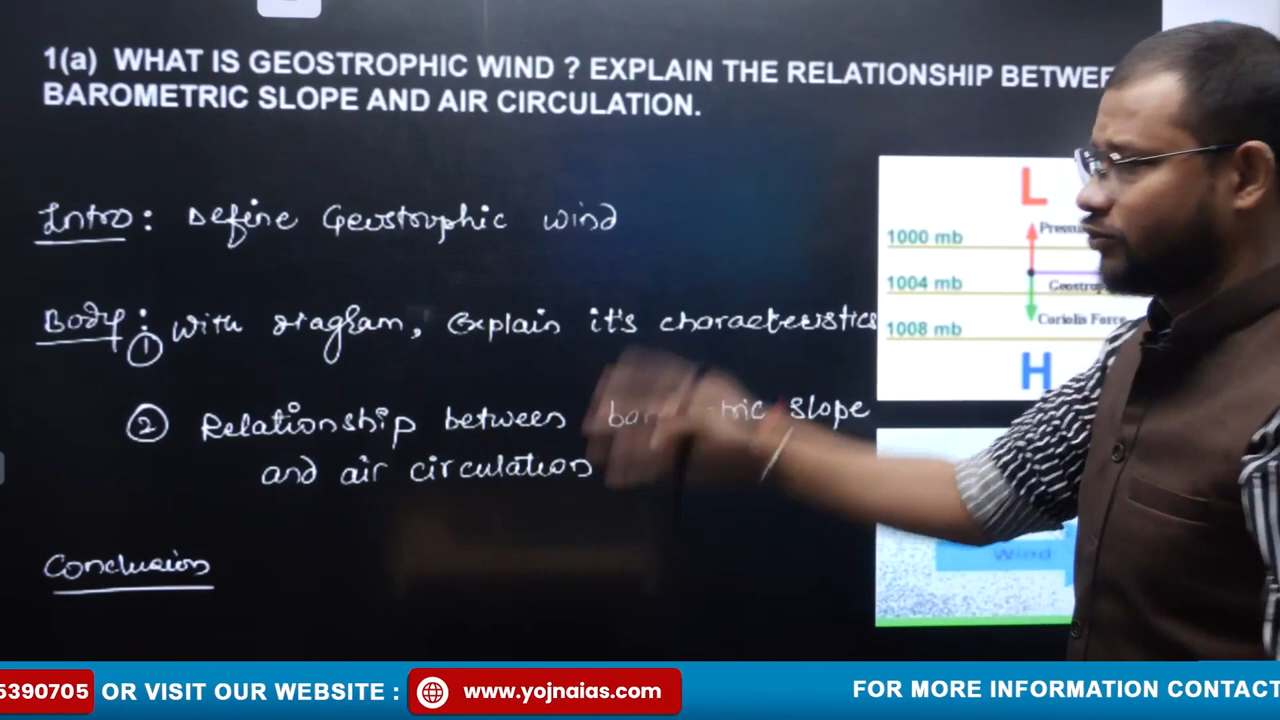 1(a) WHAT IS GEOSTROPHIC WIND ? EXPLAIN THE RELATIONSHIP
BAROMETRIC SLOPE AND AIR CIRCULATION.
Intro : Define Geostrophic wind
Body : ① with diagram, Explain it's characteristics
② Relationship between slope
and air circulation
Conclusion
L
1000 mb
1004 mb
1008 mb
Coriolis Force
H
Wind
5390705 OR VISIT OUR WEBSITE : www.yojnaias.com FOR MORE INFORMATION CONTACT